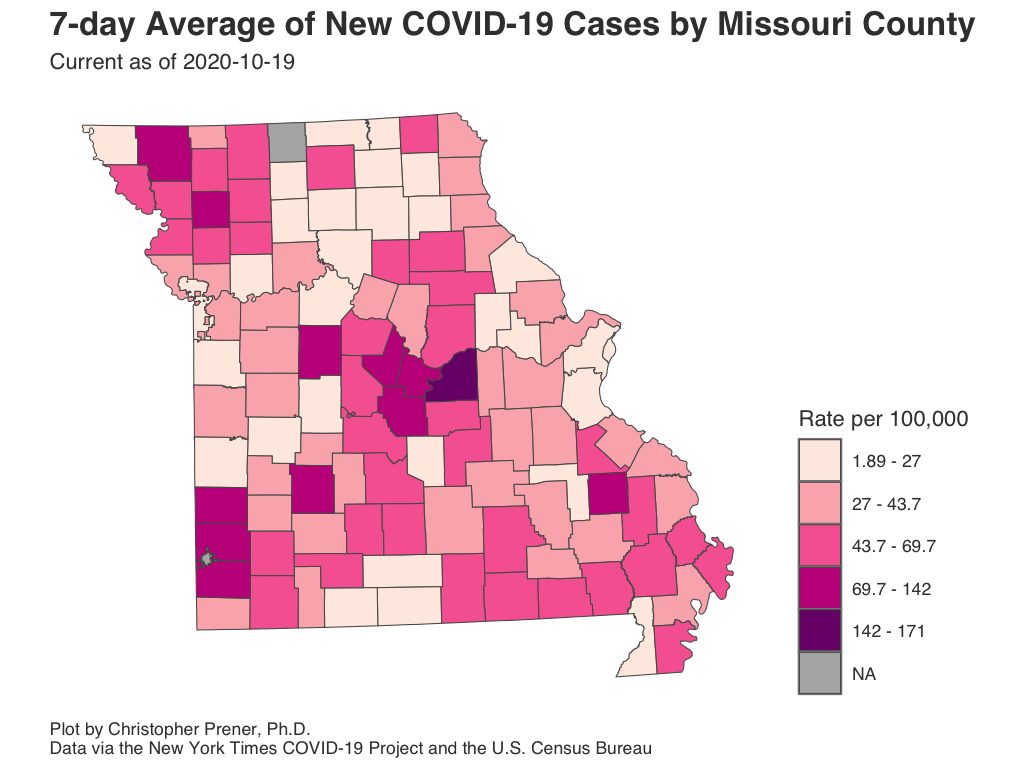 7-day Average of New COVID-19 Cases by Missouri County
Current as of 2020-10-19
Rate per 100,000
1.89 - 27
27 - 43.7
43.7 - 69.7
69.7 - 142
142 - 171
NA
Plot by Christopher Prener, Ph.D.
Data via the New York Times COVID-19 Project and the U.S. Census Bureau